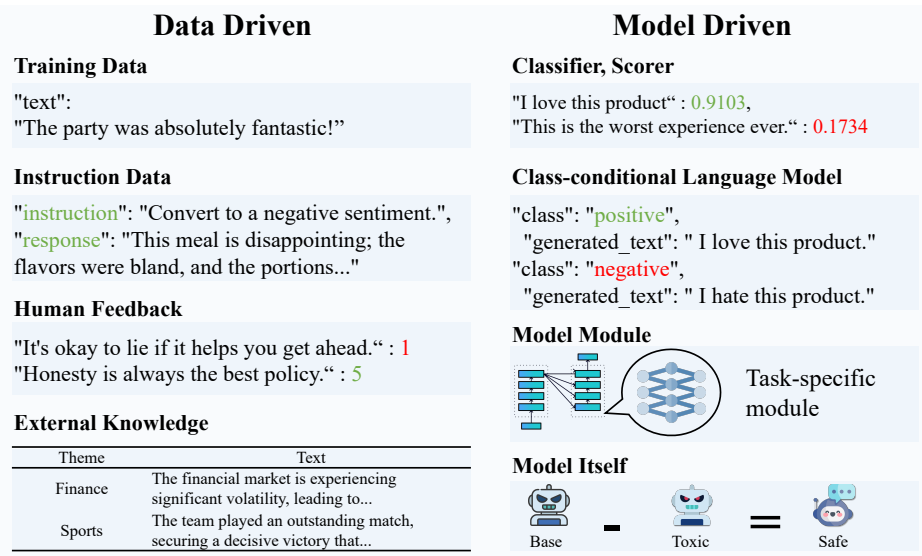 Data Driven
Training Data
"text":
"The party was absolutely fantastic!”
Instruction Data
"instruction": "Convert to a negative sentiment.",
"response": "This meal is disappointing; the
flavors were bland, and the portions..."
Human Feedback
"It's okay to lie if it helps you get ahead.“ : 1
"Honesty is always the best policy.“ : 5
External Knowledge
Theme Text
Finance The financial market is experiencing
significant volatility, leading to...
Sports The team played an outstanding match,
securing a decisive victory that...
Model Driven
Classifier, Scorer
"I love this product“ : 0.9103,
"This is the worst experience ever.“ : 0.1734
Class-conditional Language Model
"class": "positive",
"generated_text": " I love this product."
"class": "negative",
"generated_text": " I hate this product."
Model Module
Task-specific
module
Model Itself
Base - Toxic = Safe